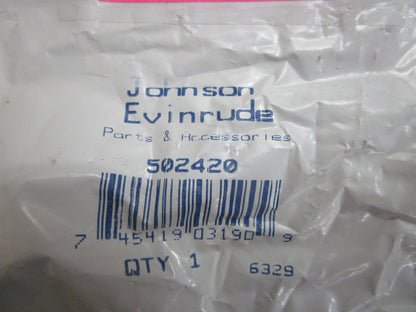 Johnson
Evinrude
Parts & Accessories
502420
7 45419 03190 9
QTY 1 6329